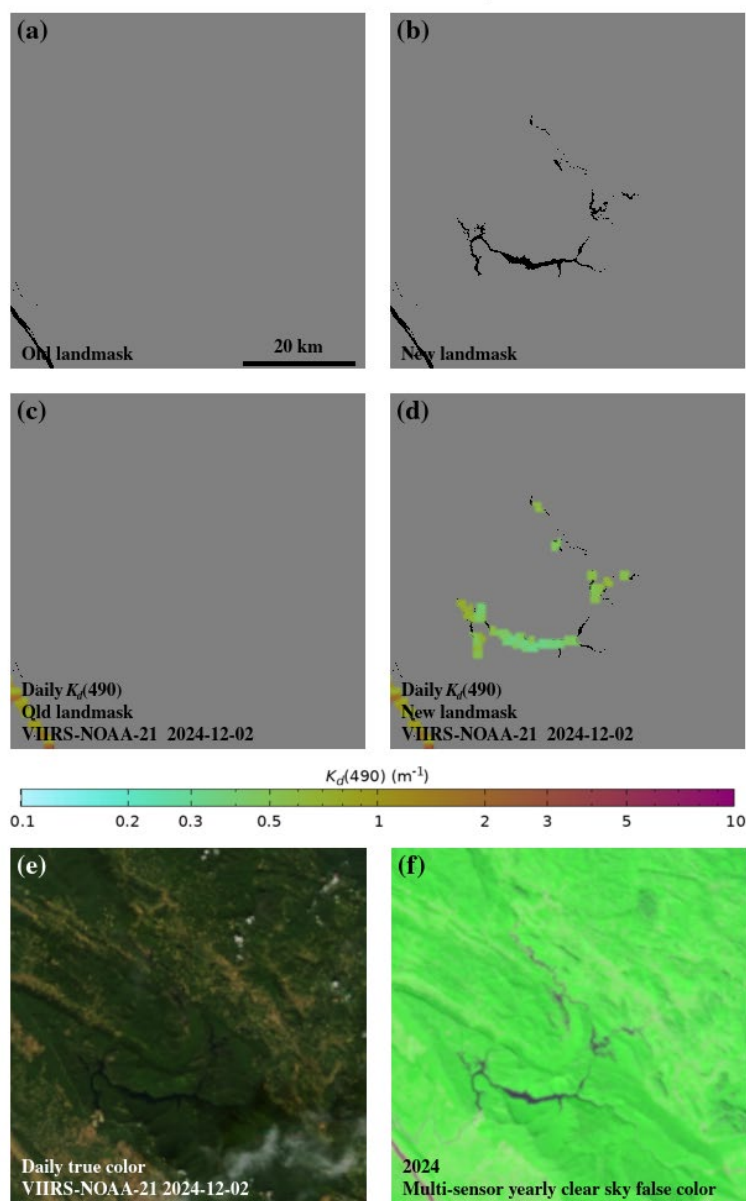 (a)
(b)
Old landmask
20 km
New landmask
(c)
(d)
Daily Kd(490)
Old landmask
VIIRS-NOAA-21 2024-12-02
Daily Kd(490)
New landmask
VIIRS-NOAA-21 2024-12-02
Kd(490) (m⁻¹)
0.1 0.2 0.3 0.5 1 2 3 5 10
(e)
(f)
Daily true color
VIIRS-NOAA-21 2024-12-02
2024
Multi-sensor yearly clear sky false color